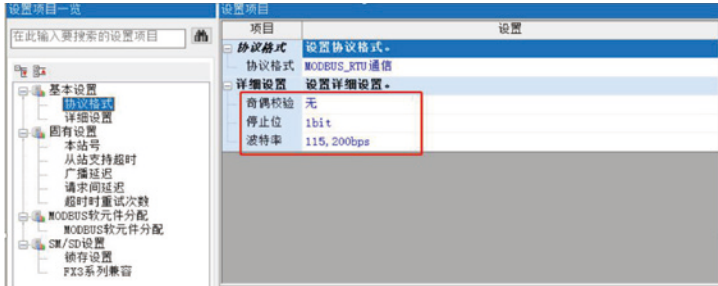 设置项目一览
在此输入要搜索的设置项目
基本设置
协议格式
详细设置
固有设置
本站号
从站支持超时
广播延迟
请求间延迟
超时时重试次数
MODBUS软元件分配
MODBUS软元件分配
SM/SD设置
锁存设置
FX3系列兼容
设置项目
项目 设置
协议格式 设置协议格式。
协议格式 MODBUS_RTU通信
详细设置 设置详细设置。
奇偶校验 无
停止位 1bit
波特率 115,200bps